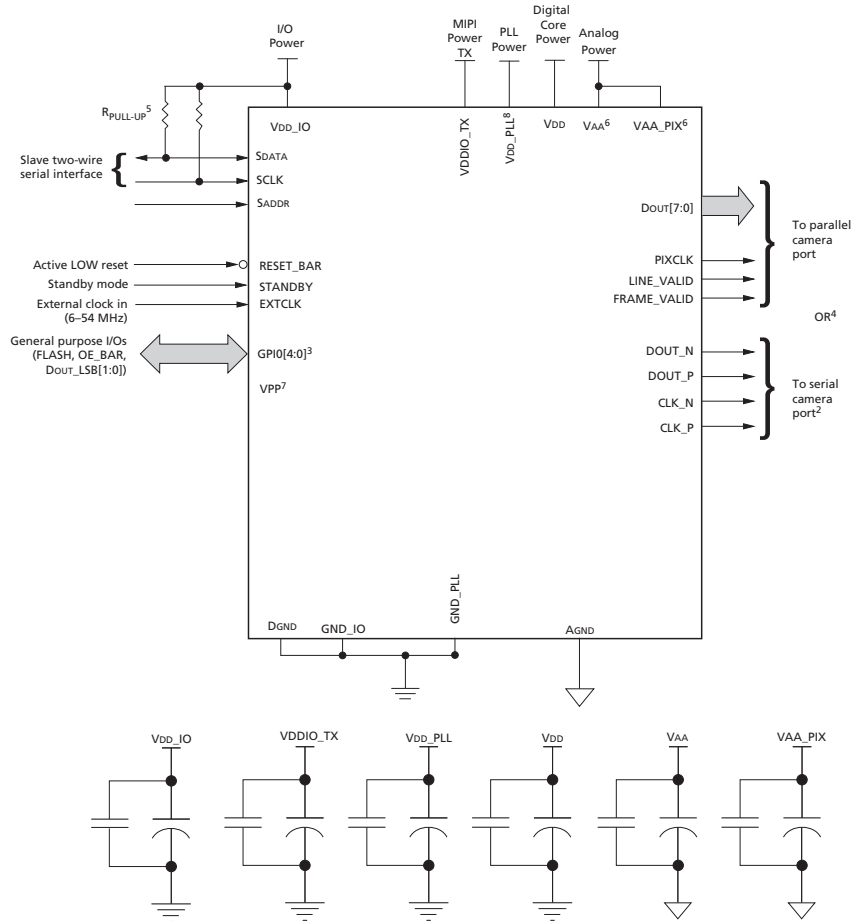 I/O
Power
MIPI
Power
TX
PLL
Power
Digital
Core
Power
Analog
Power
RPULL-UP5
VDD_IO
VDDIO_TX
VDD_PLL8
VDD
VAA6
VAA_PIX6
Slave two-wire
serial interface
SDATA
SCLK
SADDR
DOUT[7:0]
To parallel
camera
port
PIXCLK
LINE_VALID
FRAME_VALID
Active LOW reset
RESET_BAR
Standby mode
STANDBY
External clock in
(6–54 MHz)
EXTCLK
OR4
General purpose I/Os
(FLASH, OE_BAR,
DOUT_LSB[1:0])
GPI0[4:0]3
VPP7
DOUT_N
DOUT_P
CLK_N
CLK_P
To serial
camera
port2
DGND
GND_IO
GND_PLL
AGND
VDD_IO
VDDIO_TX
VDD_PLL
VDD
VAA
VAA_PIX